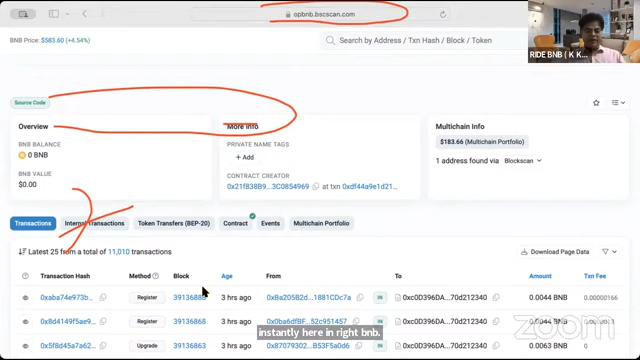 opbnb.bscscan.com
BNB Price: $583.60 (+4.54%)
Search by Address / Txn Hash / Block / Token
RIDE BNB ( K K
Source Code
Overview
BNB BALANCE
0 BNB
BNB VALUE
$0.00
More Info
PRIVATE NAME TAGS
+ Add
CONTRACT CREATOR
0x21f838B9...3C0854969 at txn 0xdf44a9e1d21...
Multichain Info
$183.66 (Multichain Portfolio)
1 address found via Blockscan
Transactions Internal Transactions Token Transfers (BEP-20) Contract Events Multichain Portfolio
Latest 25 from a total of 11,010 transactions
Download Page Data
Transaction Hash Method Block Age From To Amount Txn Fee
0xaba74e973b... Register 3913688 3 hrs ago 0xBa205B2d...1881CDc7a IN 0xC0D396DA...70d212340 0.0044 BNB 0.00000166
0x8d4149f5ae... Register 39136868 3 hrs ago 0x0ba6dfBF...52c951457 IN 0xC0D396DA...70d212340 0.0044 BNB
0x5f8d45a7a62... Upgrade 39136863 3 hrs ago 0x87079302...B5F5a0d6d IN 0xC0D396DA...70d212340 0.0063 BNB
instantly here in right bnb.
zoom